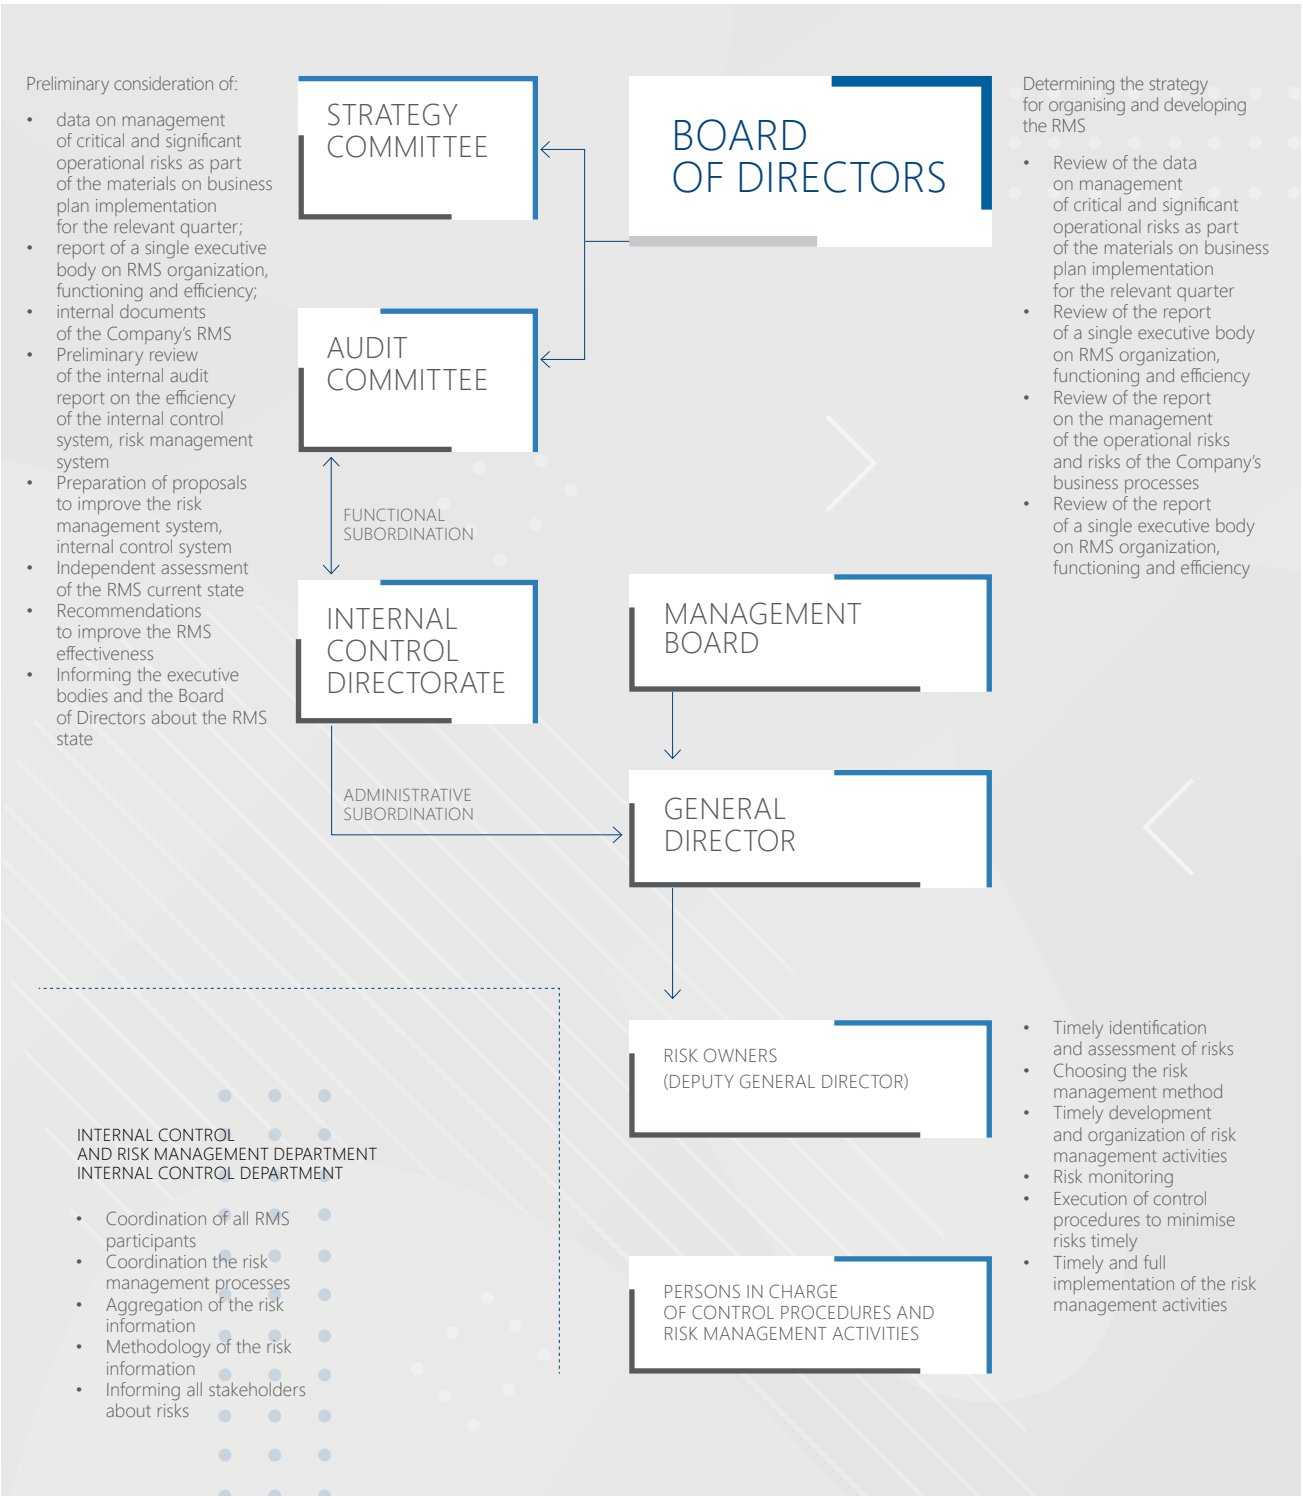 Preliminary consideration of:
• data on management
of critical and significant
operational risks as part
of the materials on business
plan implementation
for the relevant quarter;
• report of a single executive
body on RMS organization,
functioning and efficiency;
• internal documents
of the Company's RMS
• Preliminary review
of the internal audit
report on the efficiency
of the internal control
system, risk management
system
• Preparation of proposals
to improve the risk
management system,
internal control system
• Independent assessment
of the RMS current state
• Recommendations
to improve the RMS
effectiveness
• Informing the executive
bodies and the Board
of Directors about the RMS
state
STRATEGY
COMMITTEE
BOARD
OF DIRECTORS
AUDIT
COMMITTEE
FUNCTIONAL
SUBORDINATION
INTERNAL
CONTROL
DIRECTORATE
MANAGEMENT
BOARD
ADMINISTRATIVE
SUBORDINATION
GENERAL
DIRECTOR
Determining the strategy
for organising and developing
the RMS
• Review of the data
on management
of critical and significant
operational risks as part
of the materials on business
plan implementation
for the relevant quarter
• Review of the report
of a single executive body
on RMS organization,
functioning and efficiency
• Review of the report
on the management
of the operational risks
and risks of the Company's
business processes
• Review of the report
of a single executive body
on RMS organization,
functioning and efficiency
RISK OWNERS
(DEPUTY GENERAL DIRECTOR)
PERSONS IN CHARGE
OF CONTROL PROCEDURES AND
RISK MANAGEMENT ACTIVITIES
• Timely identification
and assessment of risks
• Choosing the risk
management method
• Timely development
and organization of risk
management activities
• Risk monitoring
• Execution of control
procedures to minimise
risks timely
• Timely and full
implementation of the risk
management activities
INTERNAL CONTROL
AND RISK MANAGEMENT DEPARTMENT
INTERNAL CONTROL DEPARTMENT
• Coordination of all RMS
participants
• Coordination the risk
management processes
• Aggregation of the risk
information
• Methodology of the risk
information
• Informing all stakeholders
about risks